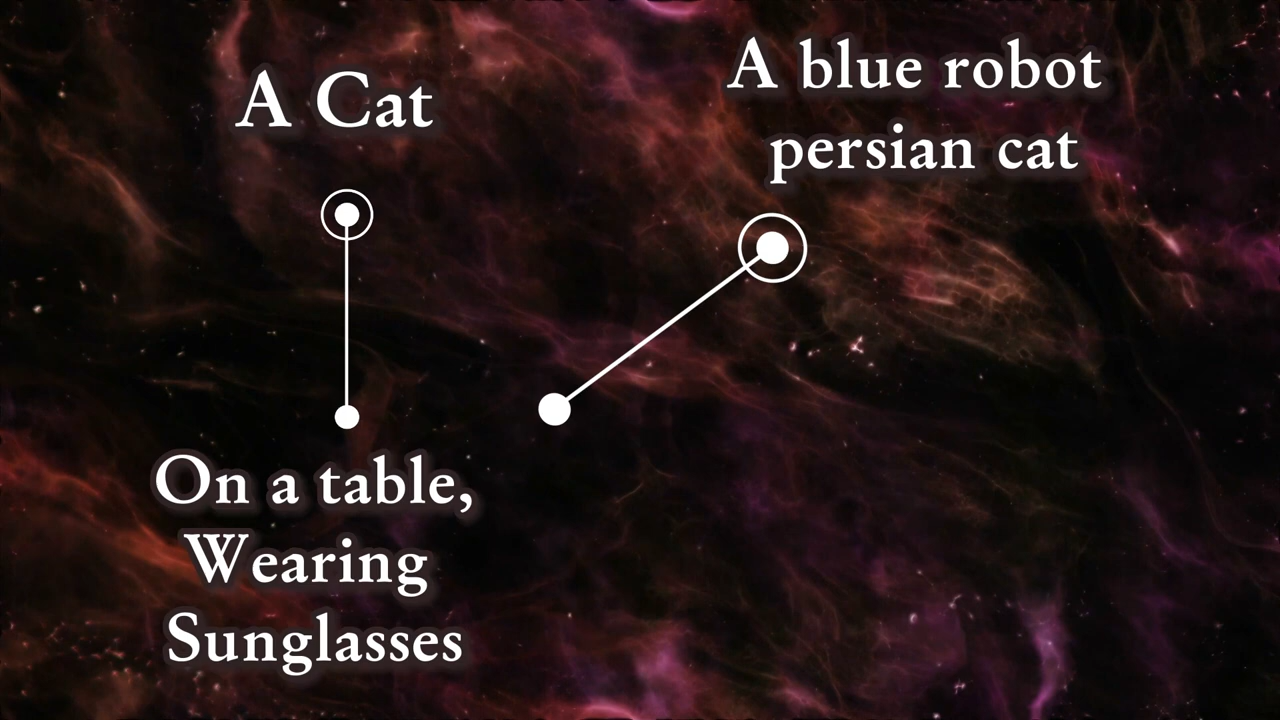 A Cat
On a table,
Wearing
Sunglasses
A blue robot
persian cat